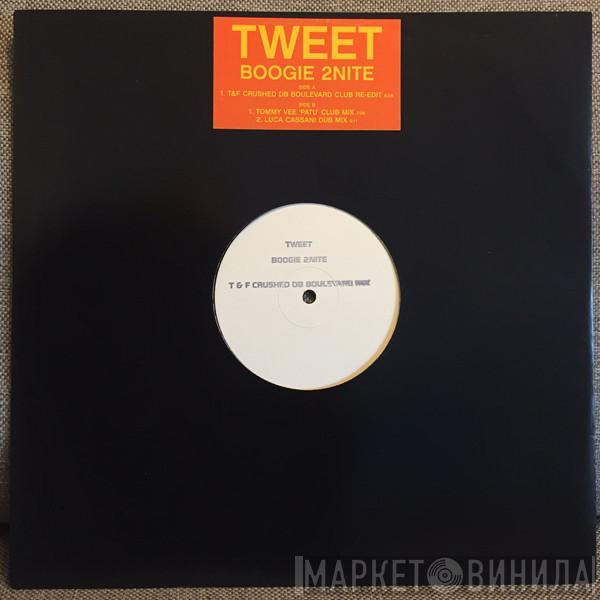 TWEET
BOOGIE 2NITE
SIDE A
1. T&F CRUSHED DB BOULEVARD CLUB RE-EDIT
SIDE B
1. TOMMY VEE 'PATU' CLUB MIX
2. LUCA CASSANI DUB MIX
TWEET
BOOGIE 2NITE
T & F CRUSHED DB BOULEVARD MIX
МАРКЕТ ВИНИЛА